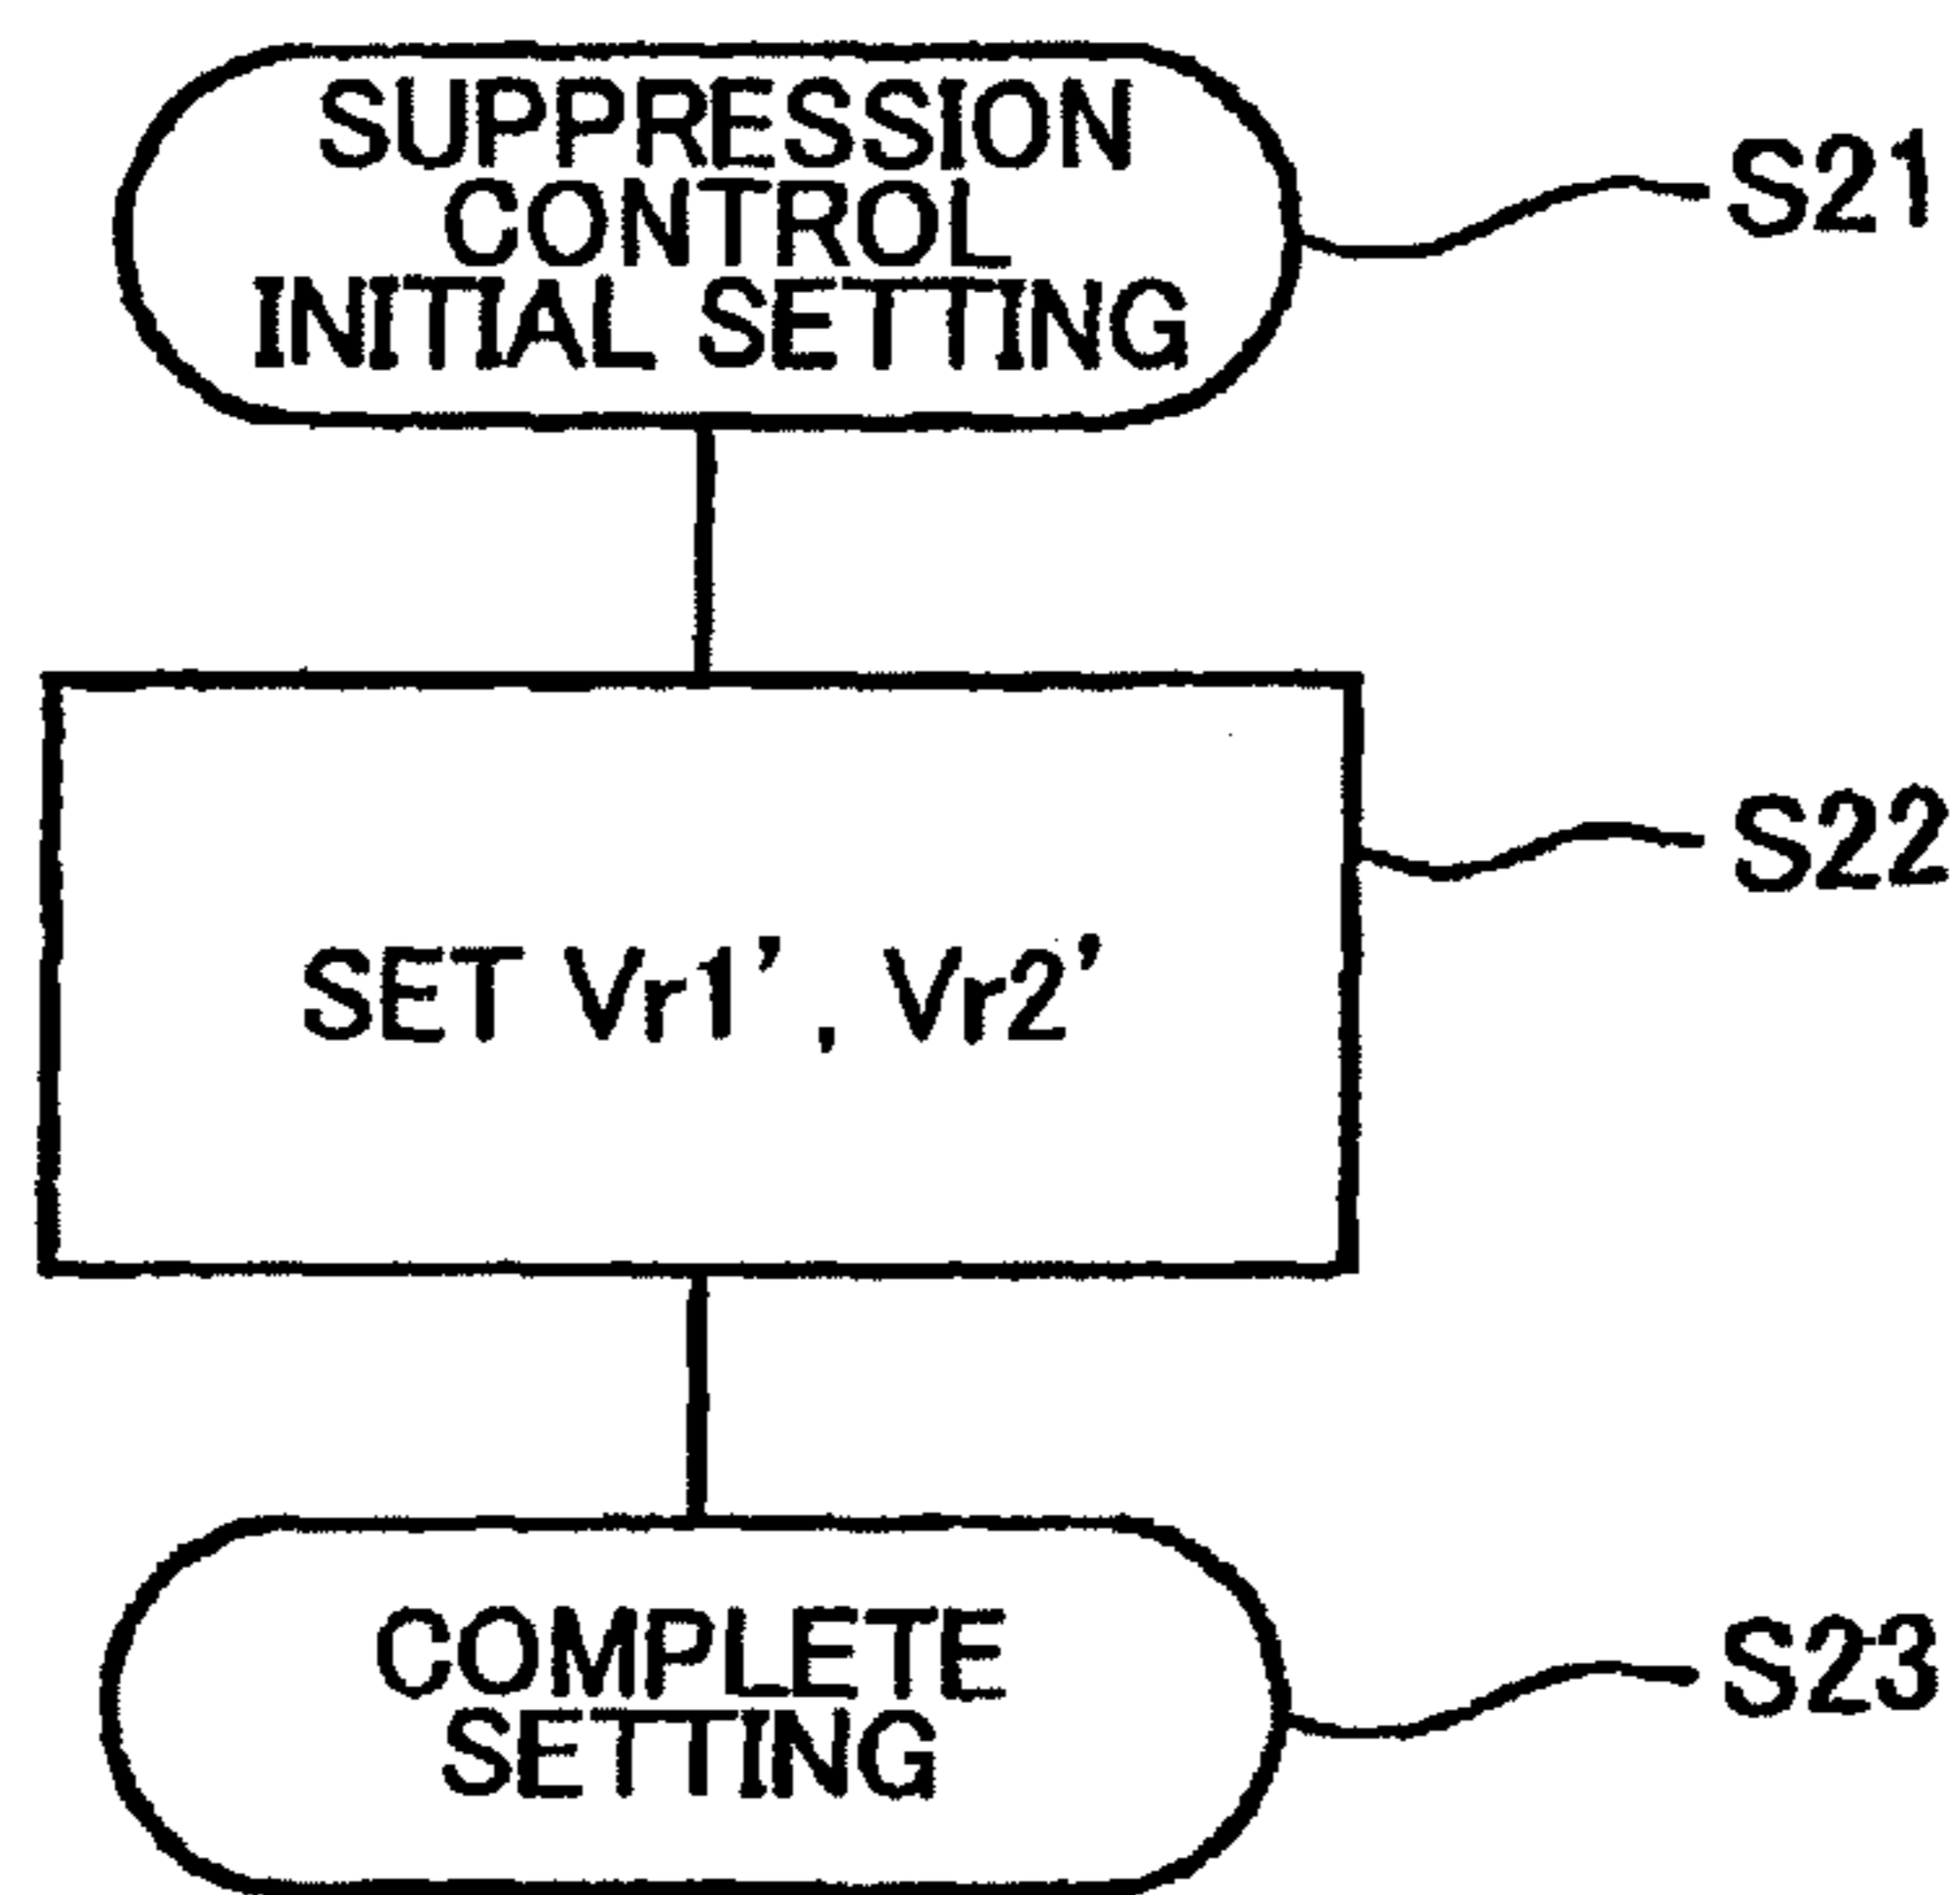 SUPPRESSION
CONTROL
INITIAL SETTING
S21
SET Vr1', Vr2'
S22
COMPLETE
SETTING
S23